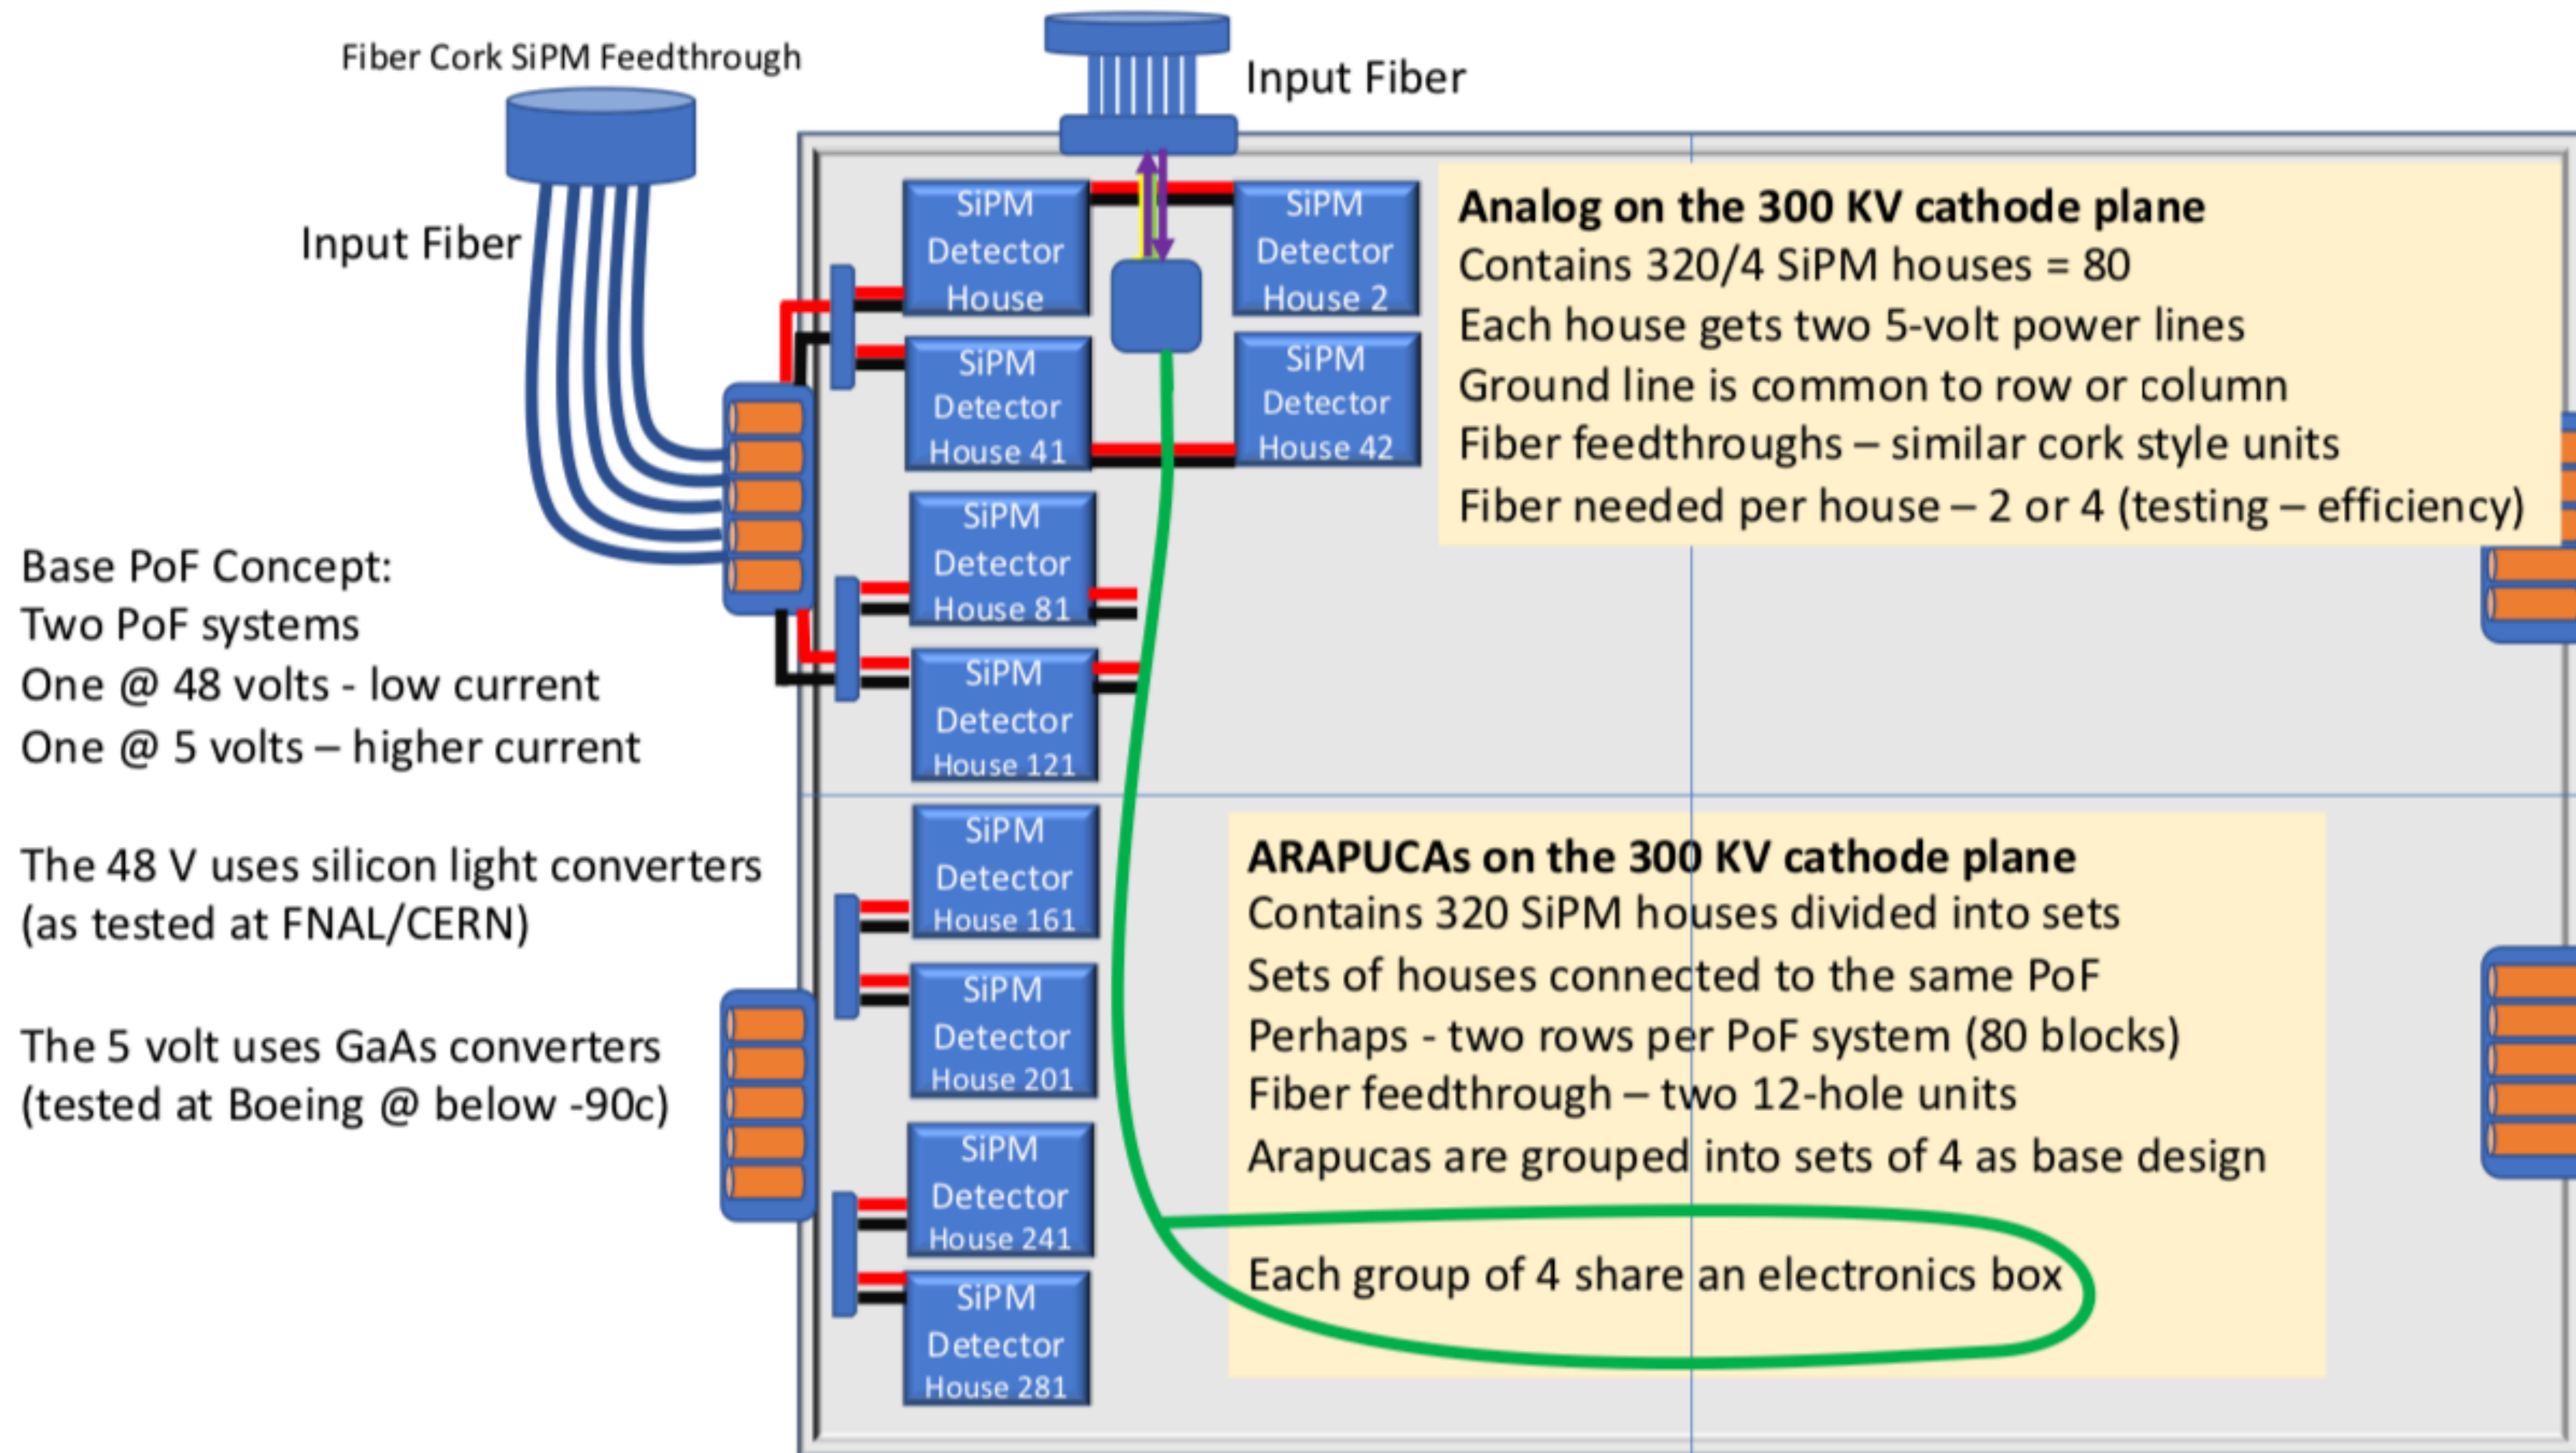 Fiber Cork SiPM Feedthrough
Input Fiber
Input Fiber
SiPM
Detector
House
SiPM
Detector
House 2
SiPM
Detector
House 41
SiPM
Detector
House 42
SiPM
Detector
House 81
SiPM
Detector
House 121
SiPM
Detector
House 161
SiPM
Detector
House 201
SiPM
Detector
House 241
SiPM
Detector
House 281
Analog on the 300 KV cathode plane
Contains 320/4 SiPM houses = 80
Each house gets two 5-volt power lines
Ground line is common to row or column
Fiber feedthroughs – similar cork style units
Fiber needed per house – 2 or 4 (testing – efficiency)
Base PoF Concept:
Two PoF systems
One @ 48 volts - low current
One @ 5 volts – higher current
The 48 V uses silicon light converters
(as tested at FNAL/CERN)
The 5 volt uses GaAs converters
(tested at Boeing @ below -90c)
ARAPUCAs on the 300 KV cathode plane
Contains 320 SiPM houses divided into sets
Sets of houses connected to the same PoF
Perhaps - two rows per PoF system (80 blocks)
Fiber feedthrough – two 12-hole units
Arapucas are grouped into sets of 4 as base design
Each group of 4 share an electronics box